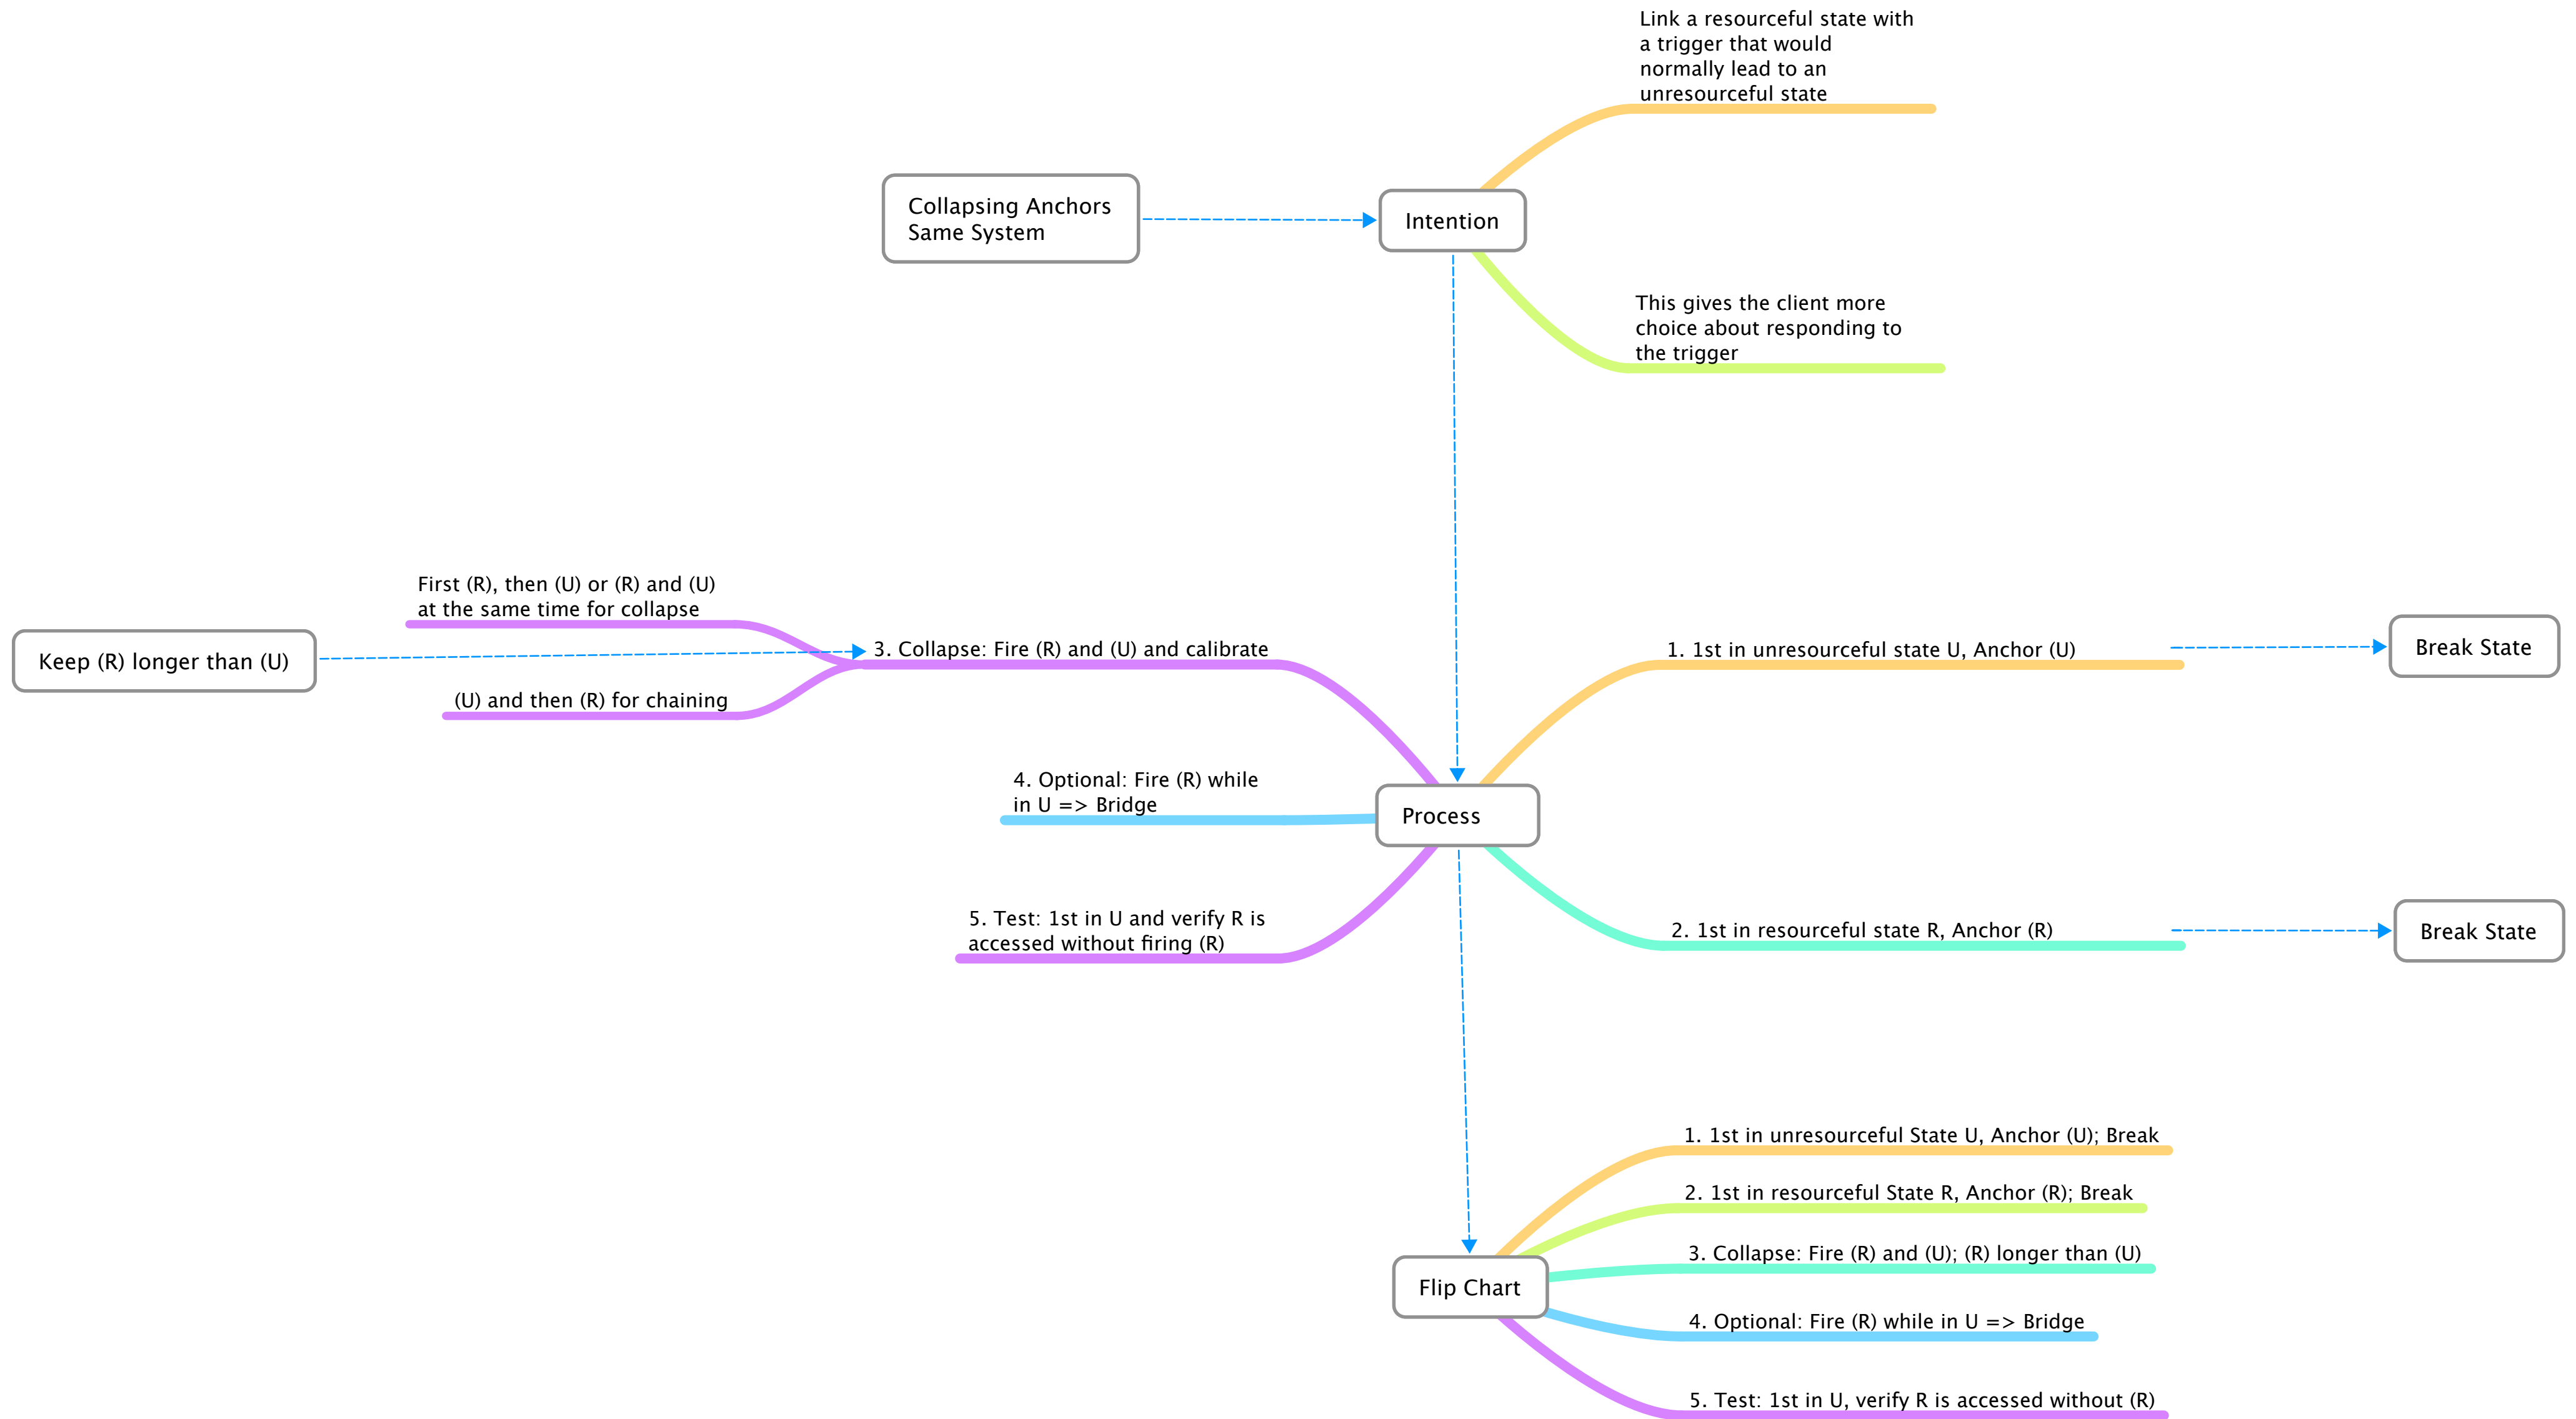 Link a resourceful state with
a trigger that would
normally lead to an
unresourceful state
Collapsing Anchors
Same System
Intention
This gives the client more
choice about responding to
the trigger
First (R), then (U) or (R) and (U)
at the same time for collapse
Keep (R) longer than (U)
3. Collapse: Fire (R) and (U) and calibrate
(U) and then (R) for chaining
1. 1st in unresourceful state U, Anchor (U)
Break State
4. Optional: Fire (R) while
in U => Bridge
Process
5. Test: 1st in U and verify R is
accessed without firing (R)
2. 1st in resourceful state R, Anchor (R)
Break State
1. 1st in unresourceful State U, Anchor (U); Break
2. 1st in resourceful State R, Anchor (R); Break
3. Collapse: Fire (R) and (U); (R) longer than (U)
Flip Chart
4. Optional: Fire (R) while in U => Bridge
5. Test: 1st in U, verify R is accessed without (R)